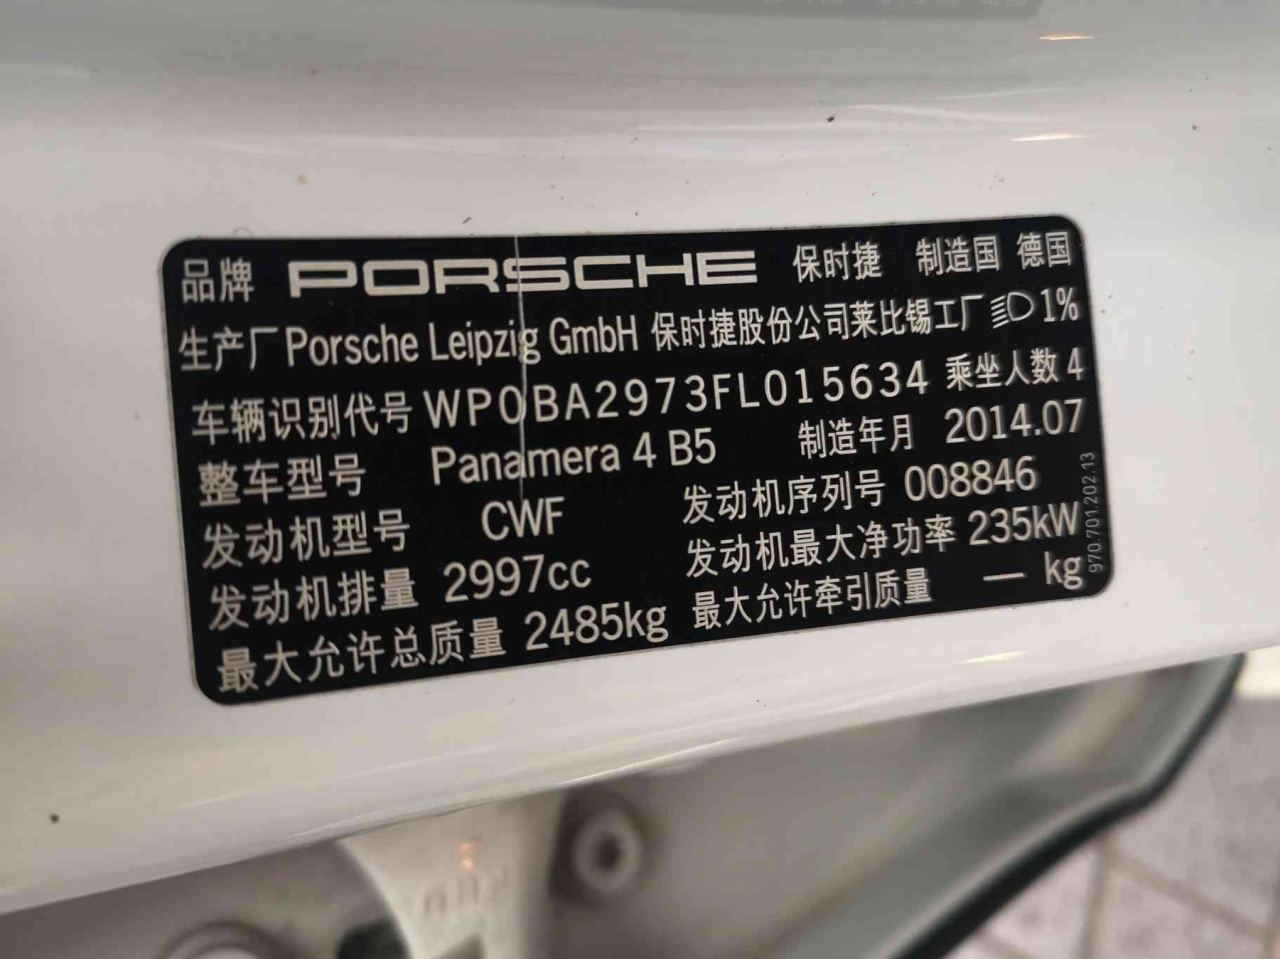 品牌 PORSCHE 保时捷 制造国 德国
生产厂 Porsche Leipzig GmbH 保时捷股份公司莱比锡工厂 1%
车辆识别代号 WP0BA2973FL015634 乘坐人数 4
整车型号 Panamera 4 B5 制造年月 2014.07
发动机型号 CWF 发动机序列号 008846
发动机排量 2997cc 发动机最大净功率 235kW
最大允许总质量 2485kg 最大允许牵引质量 — kg
970.701.202.13